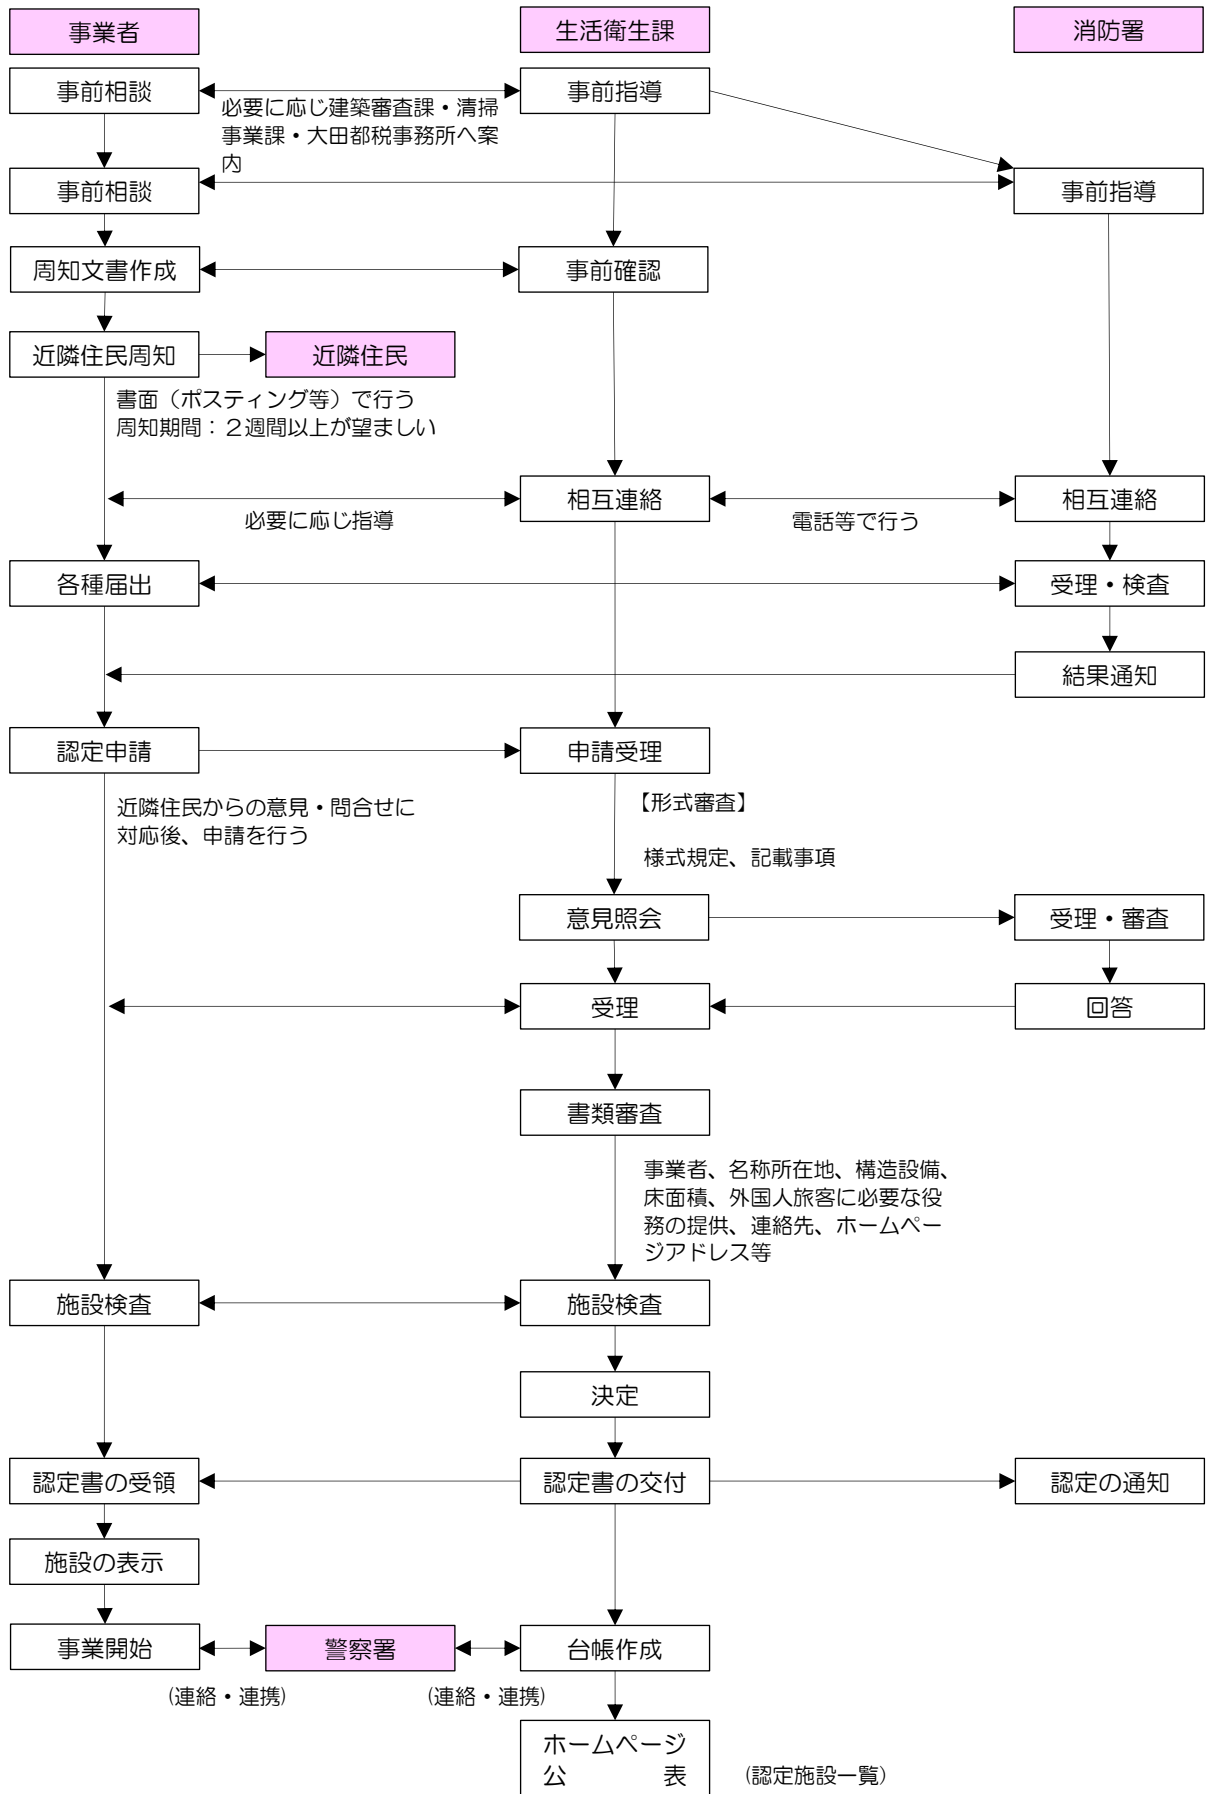 事業者
生活衛生課
消防署
事前相談
事前指導
必要に応じ建築審査課・清掃
事業課・大田都税事務所へ案
内
事前相談
事前指導
周知文書作成
事前確認
近隣住民周知
近隣住民
書面（ポスティング等）で行う
周知期間：２週間以上が望ましい
相互連絡
相互連絡
必要に応じ指導
電話等で行う
各種届出
受理・検査
結果通知
認定申請
申請受理
近隣住民からの意見・問合せに
対応後、申請を行う
【形式審査】
様式規定、記載事項
意見照会
受理・審査
受理
回答
書類審査
事業者、名称所在地、構造設備、
床面積、外国人旅客に必要な役
務の提供、連絡先、ホームペー
ジアドレス等
施設検査
施設検査
決定
認定書の受領
認定書の交付
認定の通知
施設の表示
事業開始
警察署
台帳作成
(連絡・連携)
(連絡・連携)
ホームページ
公　　　　表
(認定施設一覧)